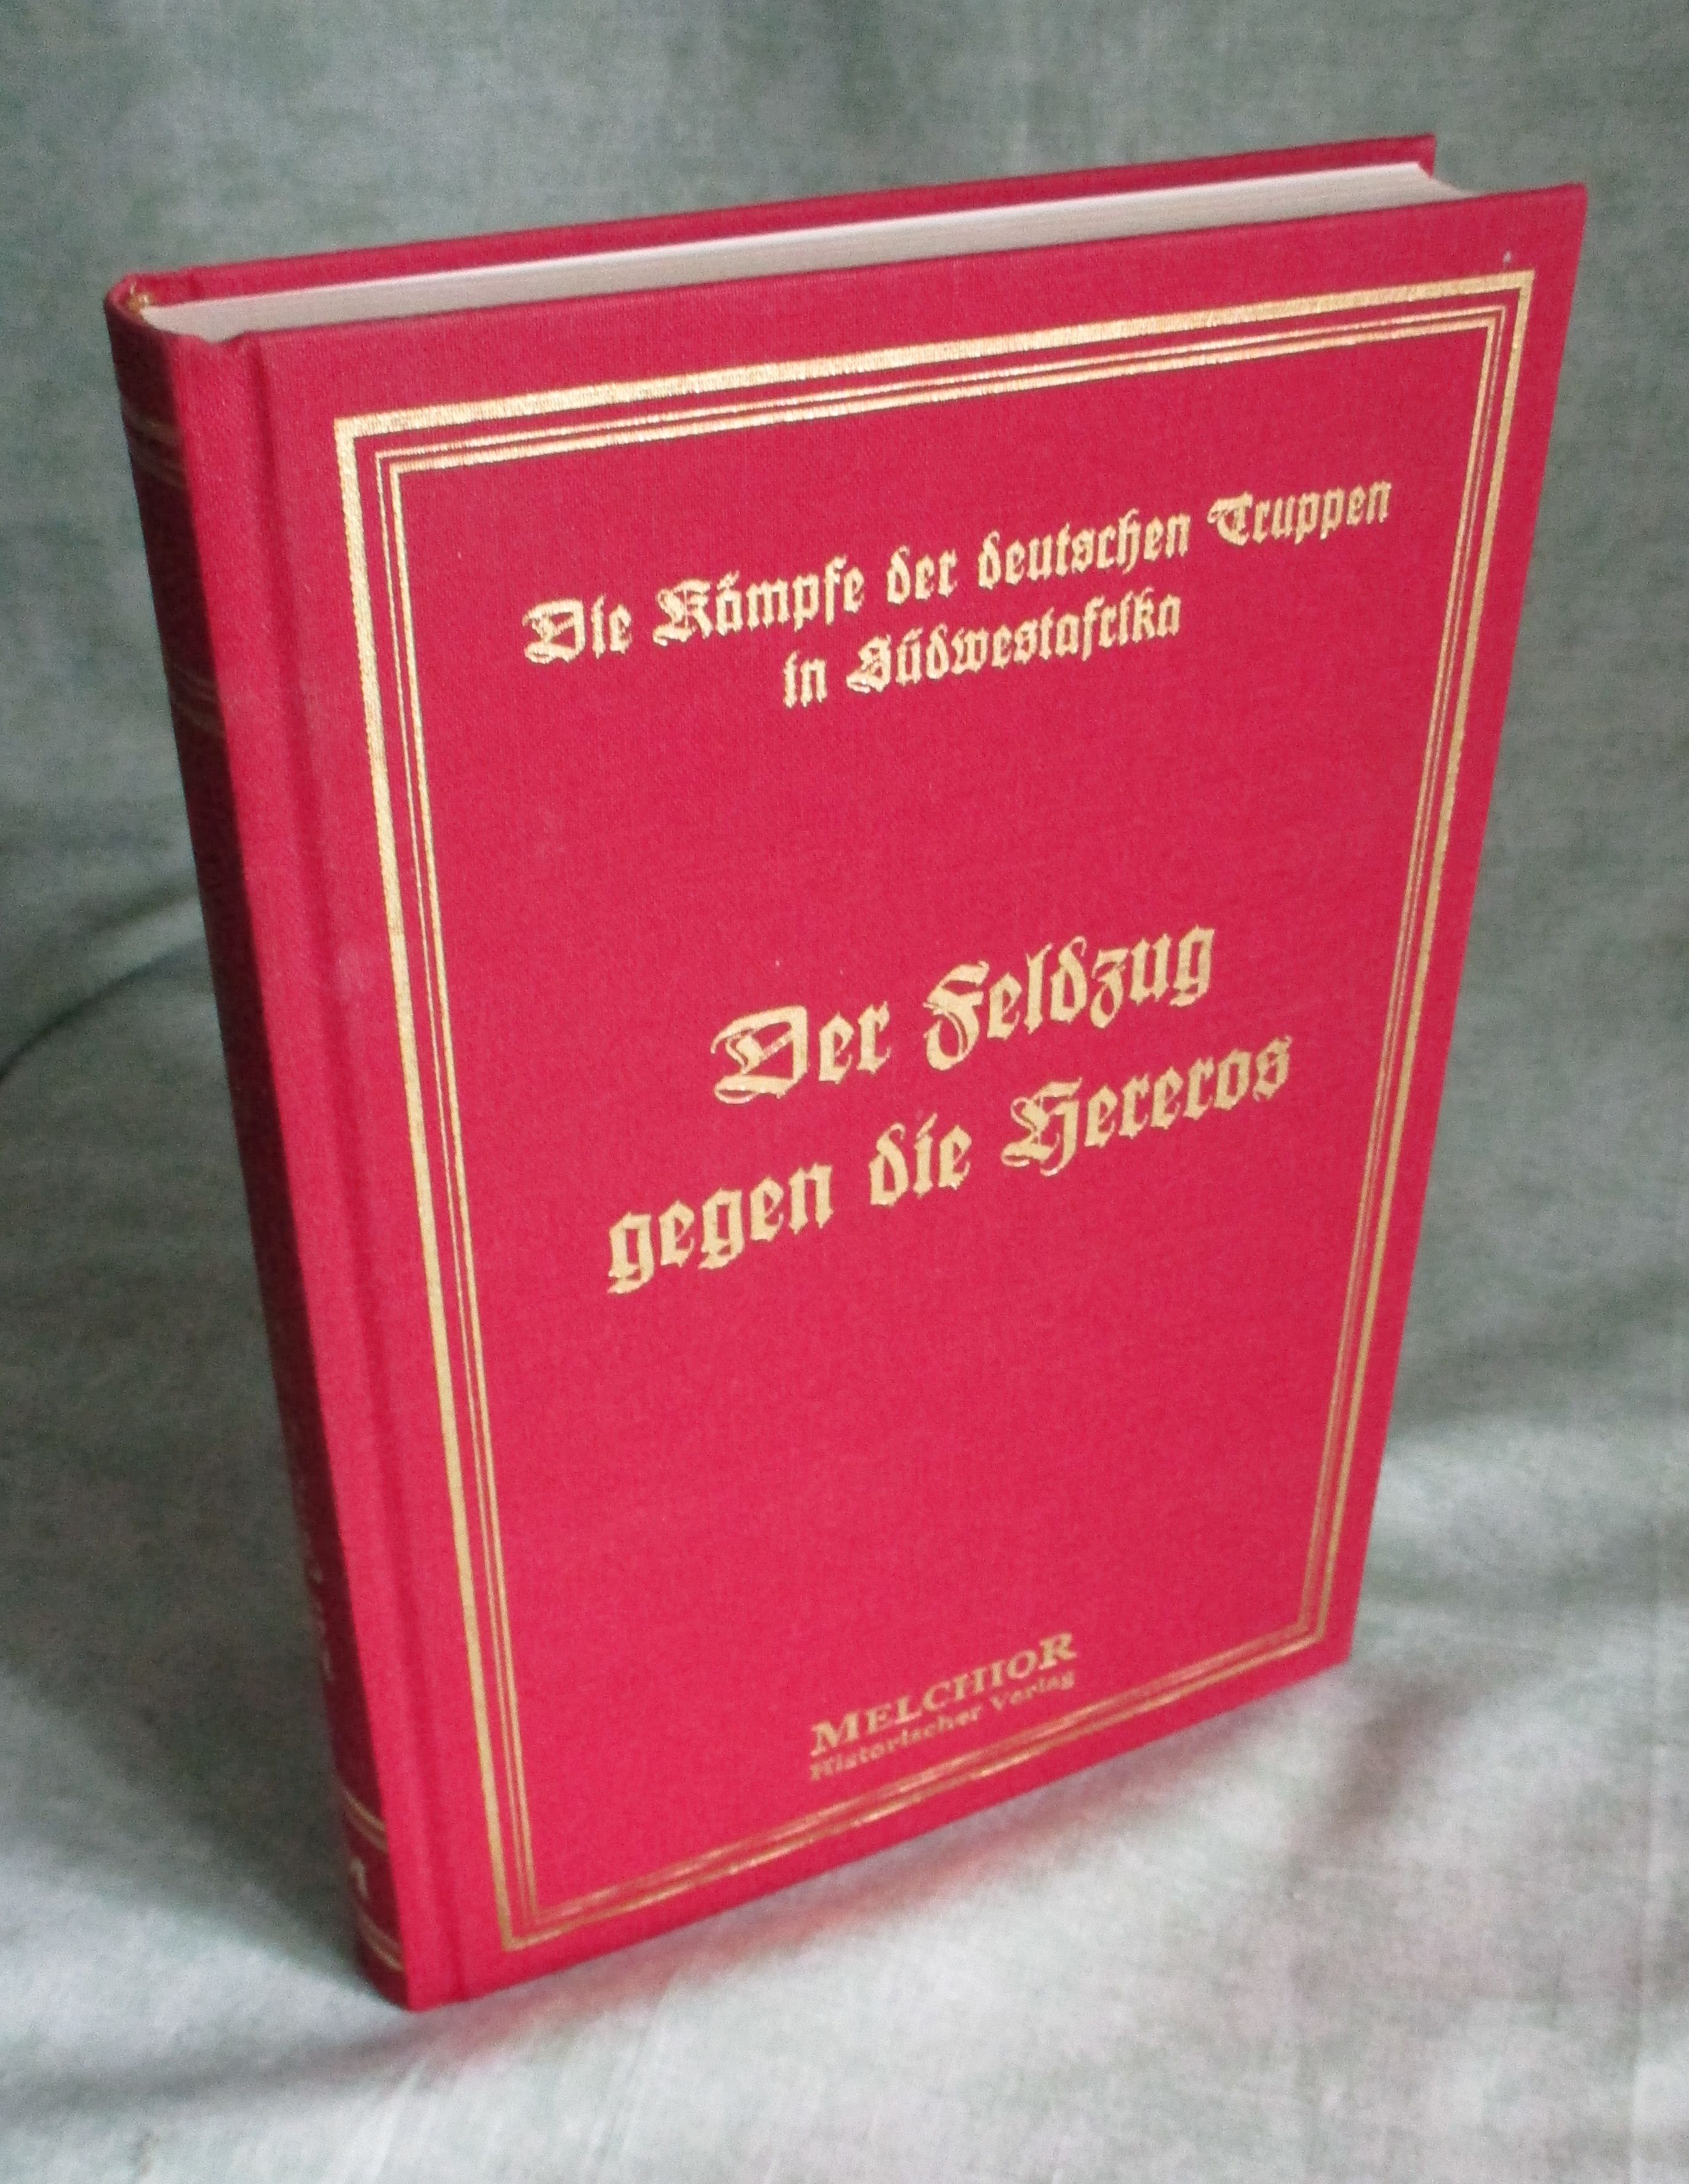 Die Kämpfe der deutschen Truppen
in Südwestafrika
Der Feldzug
gegen die Hereros
MELCHIOR
Historischer Verlag